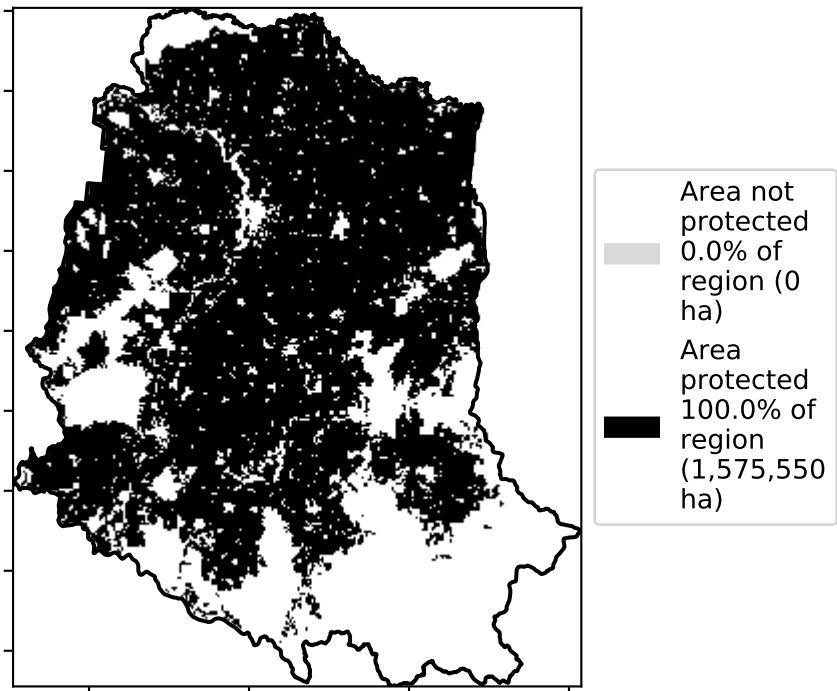 Area not
protected
0.0% of
region (0
ha)
Area
protected
100.0% of
region
(1,575,550
ha)